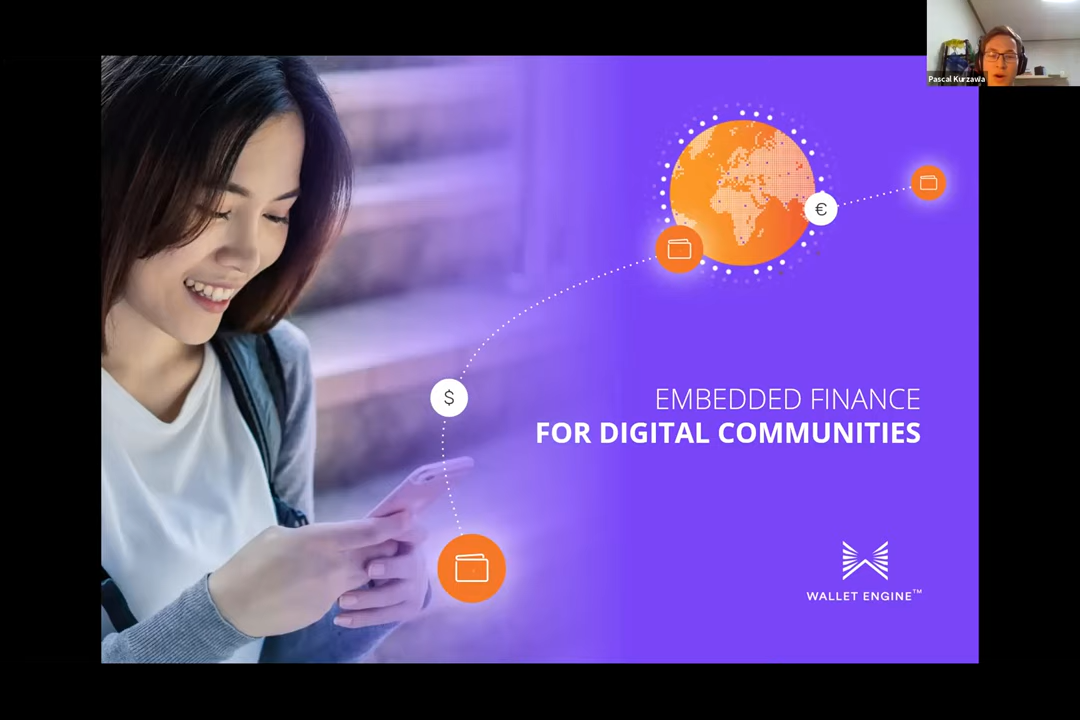 Pascal Kurzawa
€
$
EMBEDDED FINANCE
FOR DIGITAL COMMUNITIES
WALLET ENGINE™